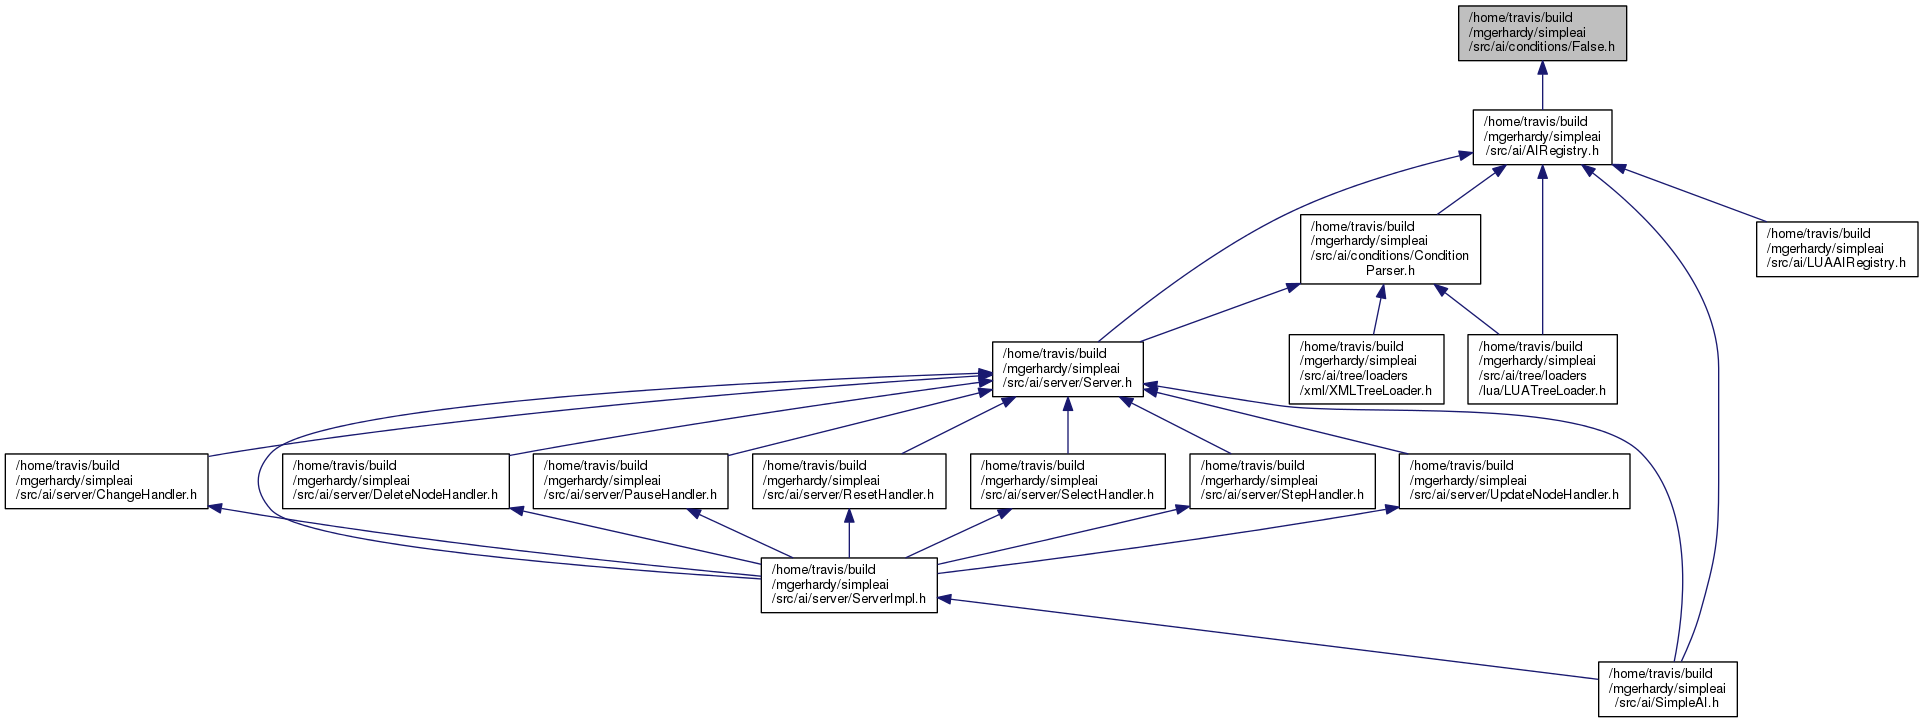 /home/travis/build
/mgerhardy/simpleai
/src/ai/conditions/False.h
/home/travis/build
/mgerhardy/simpleai
/src/ai/AIRegistry.h
/home/travis/build
/mgerhardy/simpleai
/src/ai/conditions/Condition
Parser.h
/home/travis/build
/mgerhardy/simpleai
/src/ai/LUAAIRegistry.h
/home/travis/build
/mgerhardy/simpleai
/src/ai/server/Server.h
/home/travis/build
/mgerhardy/simpleai
/src/ai/tree/loaders
/xml/XMLTreeLoader.h
/home/travis/build
/mgerhardy/simpleai
/src/ai/tree/loaders
/lua/LUATreeLoader.h
/home/travis/build
/mgerhardy/simpleai
/src/ai/server/ChangeHandler.h
/home/travis/build
/mgerhardy/simpleai
/src/ai/server/DeleteNodeHandler.h
/home/travis/build
/mgerhardy/simpleai
/src/ai/server/PauseHandler.h
/home/travis/build
/mgerhardy/simpleai
/src/ai/server/ResetHandler.h
/home/travis/build
/mgerhardy/simpleai
/src/ai/server/SelectHandler.h
/home/travis/build
/mgerhardy/simpleai
/src/ai/server/StepHandler.h
/home/travis/build
/mgerhardy/simpleai
/src/ai/server/UpdateNodeHandler.h
/home/travis/build
/mgerhardy/simpleai
/src/ai/server/ServerImpl.h
/home/travis/build
/mgerhardy/simpleai
/src/ai/SimpleAI.h